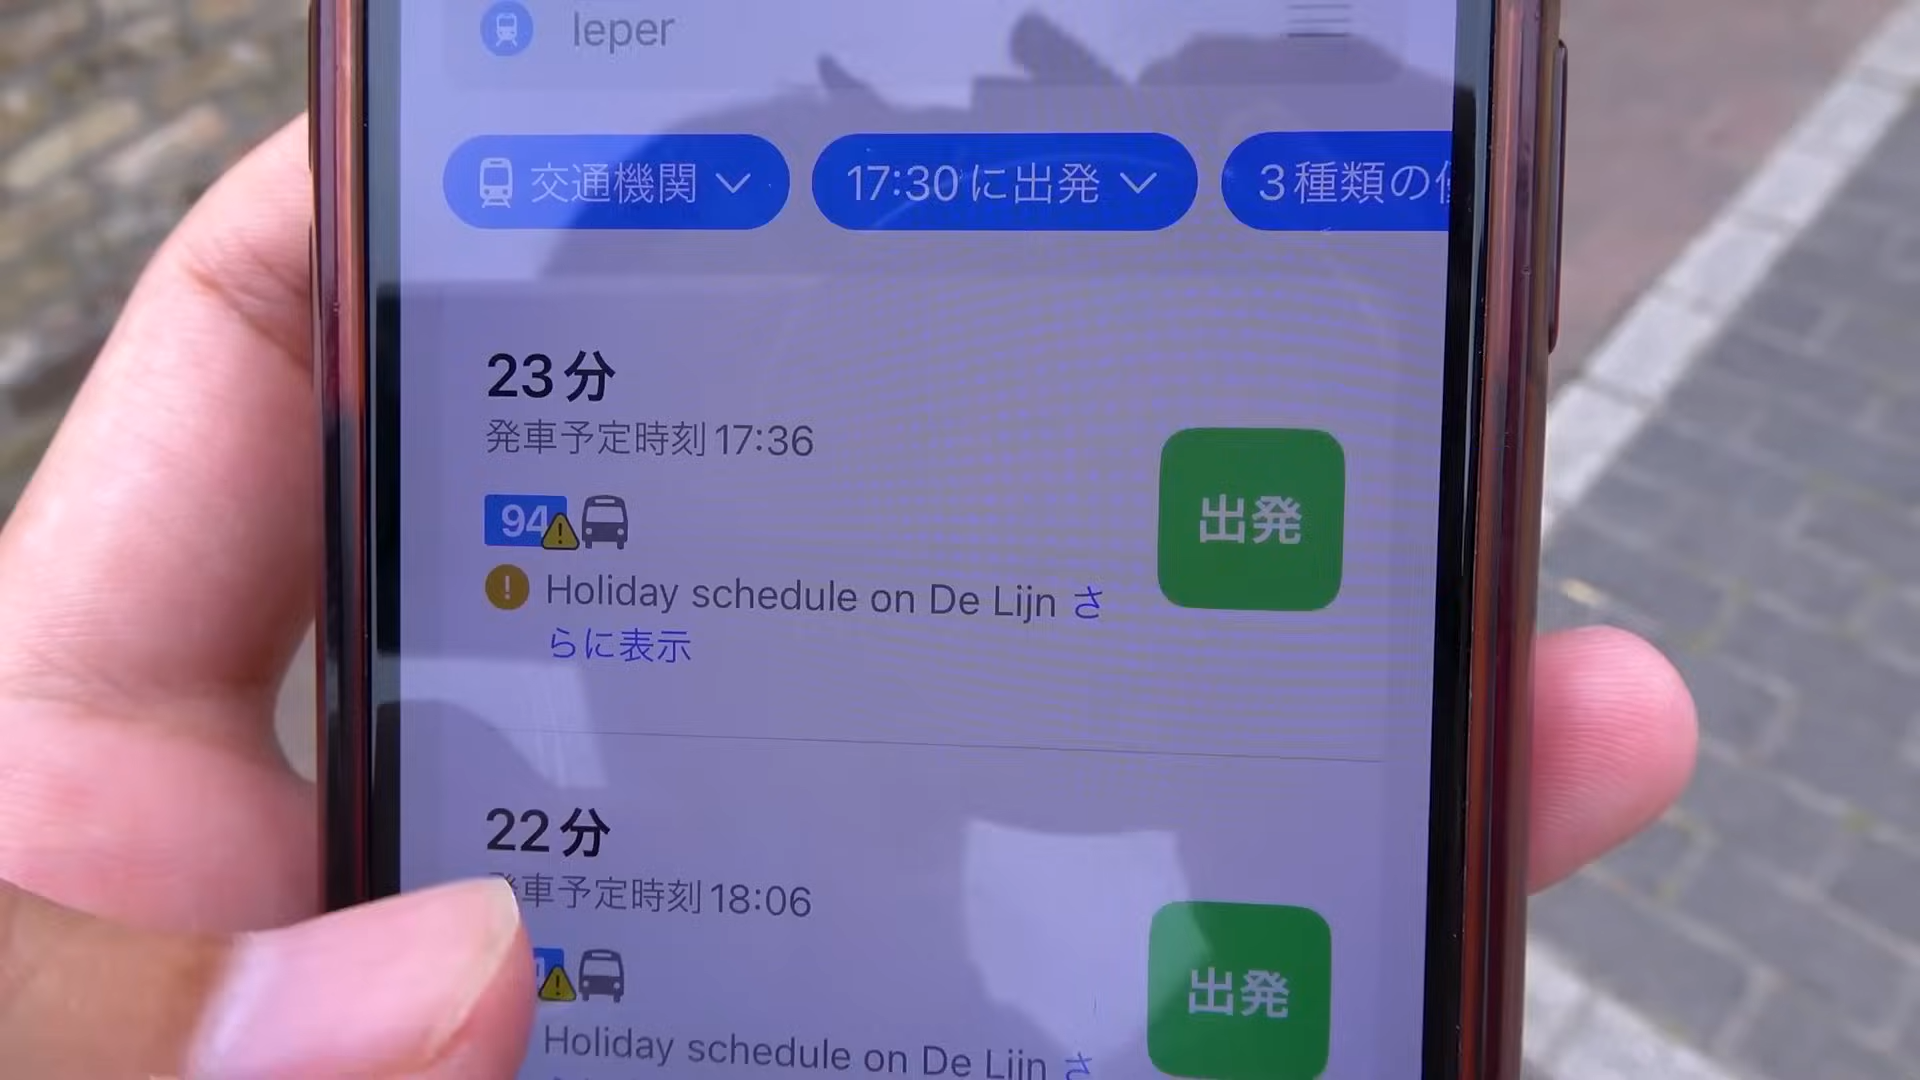 Ieper
交通機関
17:30に出発
3種類の
23分
発車予定時刻17:36
94
出発
Holiday schedule on De Lijn さ
らに表示
22分
発車予定時刻18:06
出発
Holiday schedule on De Lijn さ